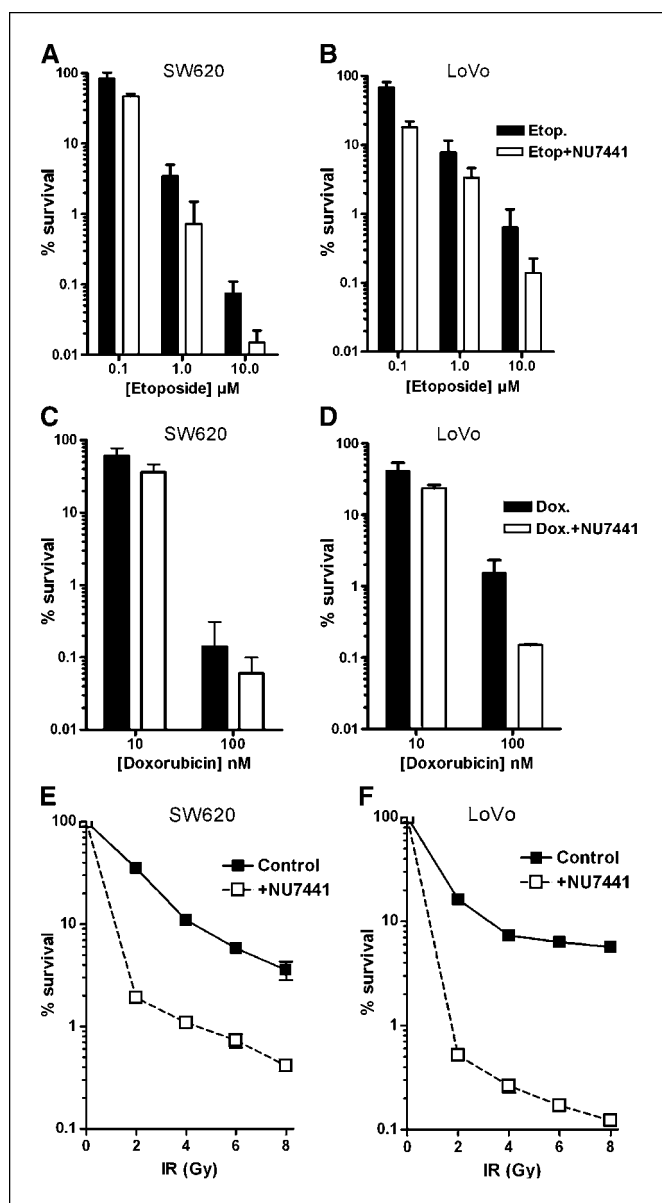 A
SW620
% survival
100
10
1
0.1
0.01
0.1 1.0 10.0
[Etoposide] µM
B
LoVo
% survival
100
10
1
0.1
0.01
Etop.
Etop+NU7441
0.1 1.0 10.0
[Etoposide] µM
C
SW620
% survival
100
10
1
0.1
0.01
10 100
[Doxorubicin] nM
D
LoVo
% survival
100
10
1
0.1
0.01
Dox.
Dox.+NU7441
10 100
[Doxorubicin] nM
E
SW620
% survival
100
10
1
0.1
Control
+NU7441
0 2 4 6 8
IR (Gy)
F
LoVo
% survival
100
10
1
0.1
Control
+NU7441
0 2 4 6 8
IR (Gy)